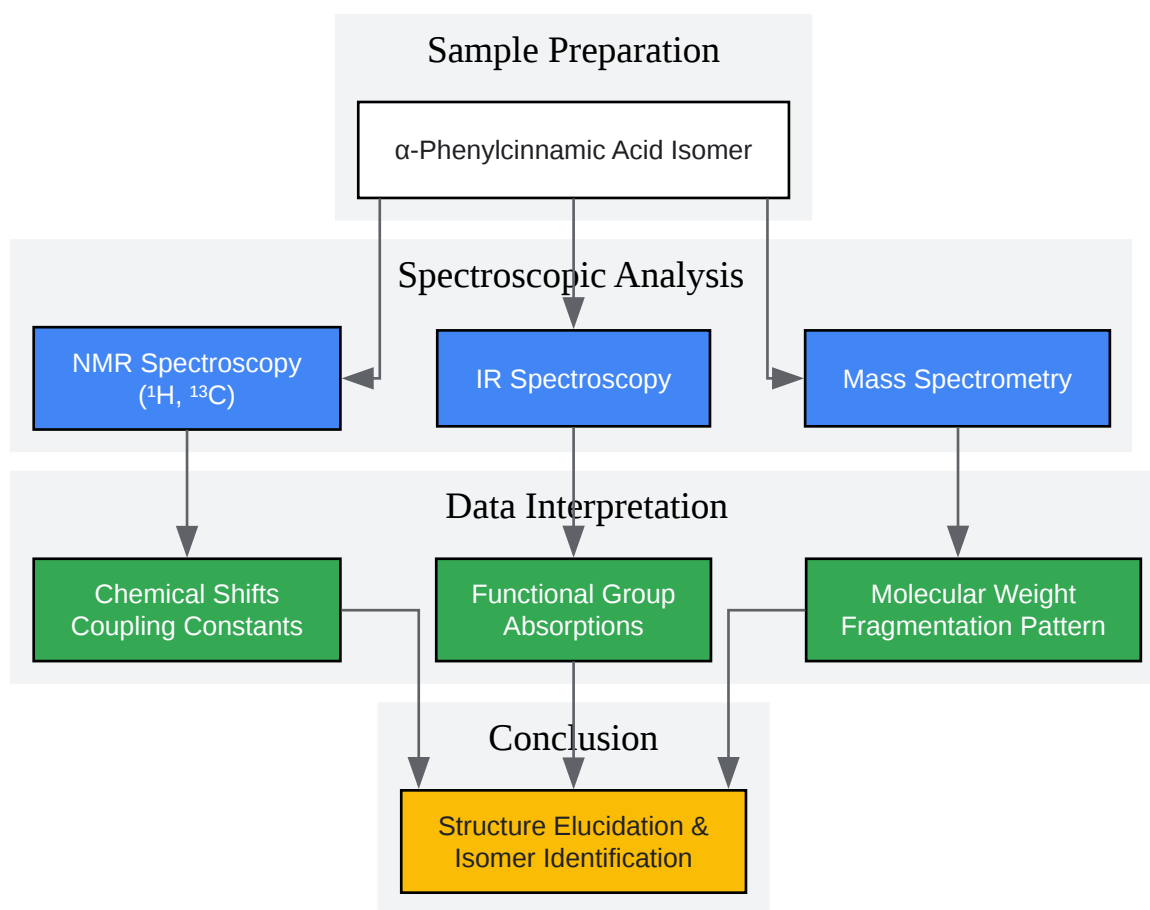 Sample Preparation
α-Phenylcinnamic Acid Isomer
Spectroscopic Analysis
NMR Spectroscopy
(¹H, ¹³C)
IR Spectroscopy
Mass Spectrometry
Data Interpretation
Chemical Shifts
Coupling Constants
Functional Group
Absorptions
Molecular Weight
Fragmentation Pattern
Conclusion
Structure Elucidation &
Isomer Identification